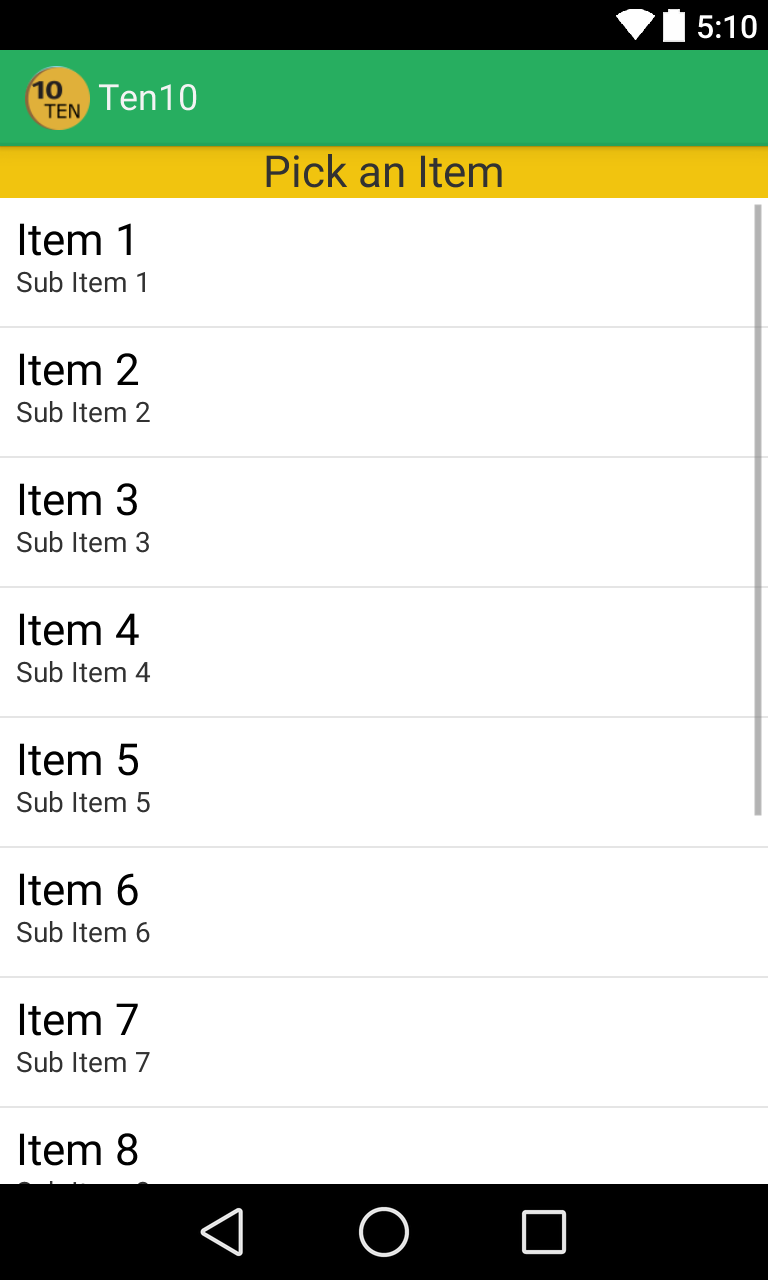 5:10
10
TEN
Ten10
Pick an Item
Item 1
Sub Item 1
Item 2
Sub Item 2
Item 3
Sub Item 3
Item 4
Sub Item 4
Item 5
Sub Item 5
Item 6
Sub Item 6
Item 7
Sub Item 7
Item 8